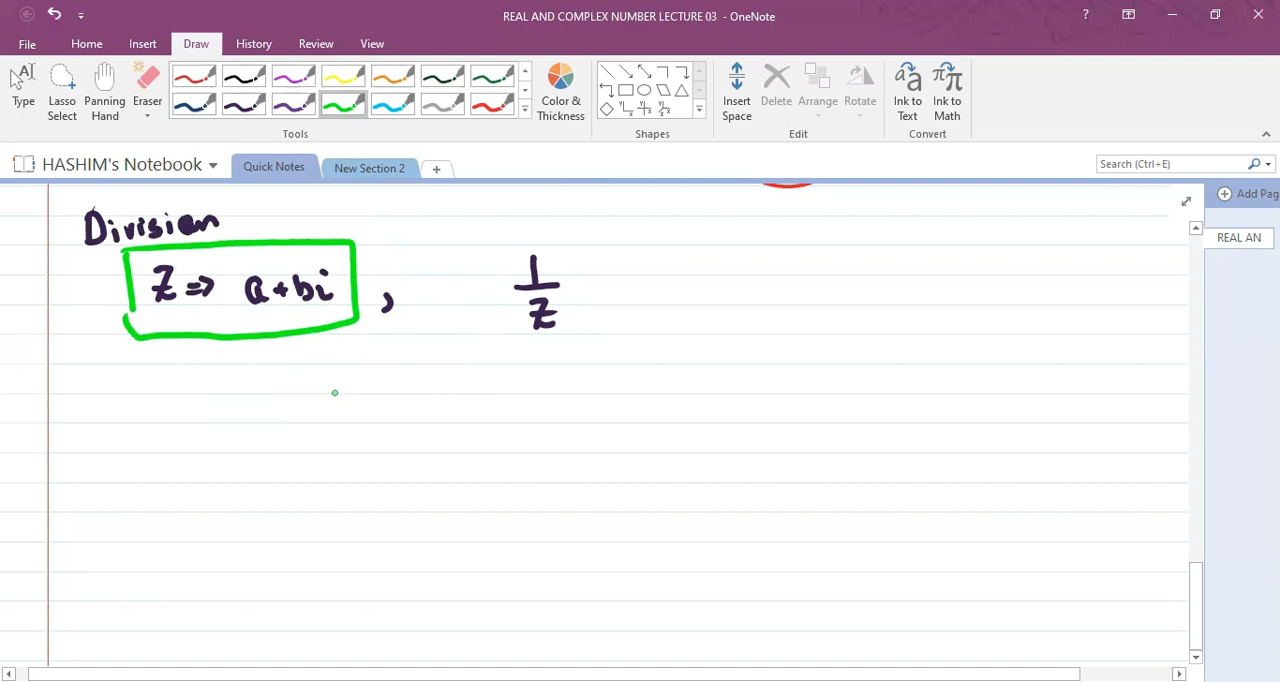 REAL AND COMPLEX NUMBER LECTURE 03 - OneNote
?
File Home Insert Draw History Review View
Type Lasso Select Panning Hand Eraser Color & Thickness Insert Space Delete Arrange Rotate Ink to Text Ink to Math
Tools Shapes Edit Convert
HASHIM's Notebook Quick Notes New Section 2 + Search (Ctrl+E)
Add Pag
REAL AN
Division
Z ⇒ a+bi , 1/Z